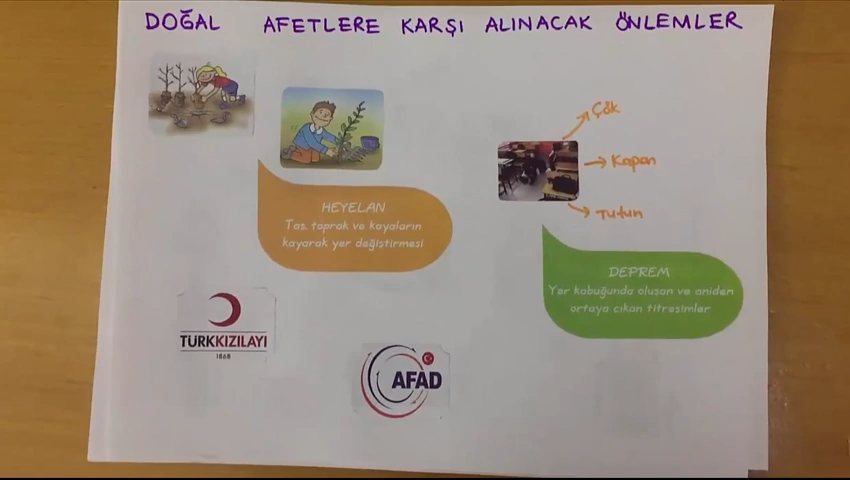 DOĞAL AFETLERE KARŞI ALINACAK ÖNLEMLER
Çök
Kapan
Tutun
HEYELAN
Taş, toprak ve kayaların
kayarak yer değiştirmesi
DEPREM
Yer kabuğunda oluşan ve aniden
ortaya çıkan titreşimler
TÜRKKIZILAYI
1868
AFAD